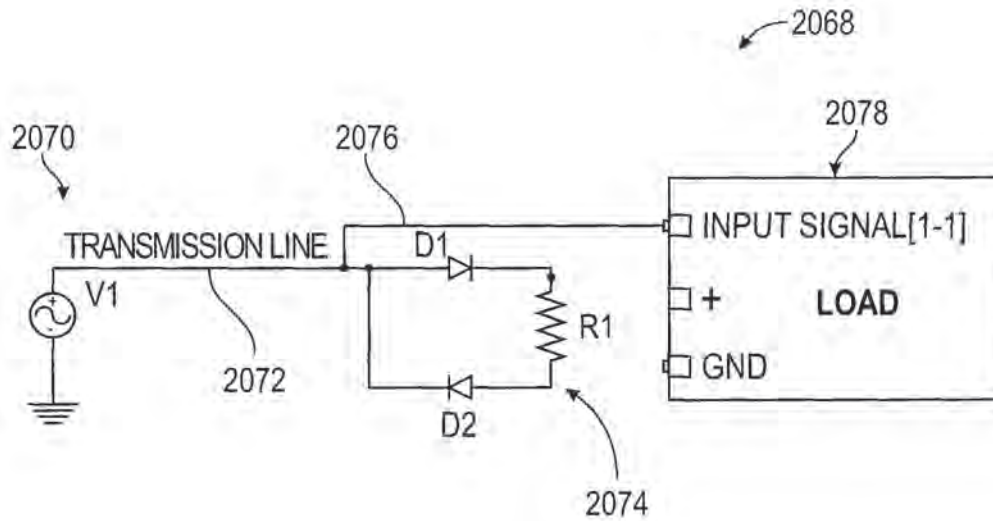 2068
2078
2070
2076
INPUT SIGNAL[1-1]
TRANSMISSION LINE
D1
V1
+
LOAD
R1
GND
2072
D2
2074